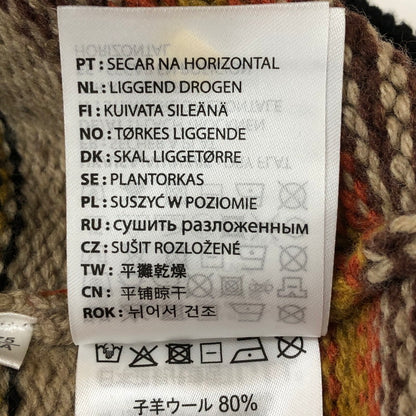 PT : SECAR NA HORIZONTAL
NL : LIGGEND DROGEN
FI : KUIVATA SILEÄNÄ
NO : TØRKES LIGGENDE
DK : SKAL LIGGETØRRE
SE : PLANTORKAS
PL : SUSZYĆ W POZIOMIE
RU : сушить разложенным
CZ : SUŠIT ROZLOŽENÉ
TW : 平攤乾燥
CN : 平铺晾干
ROK : 뉘어서 건조
子羊ウール 80%